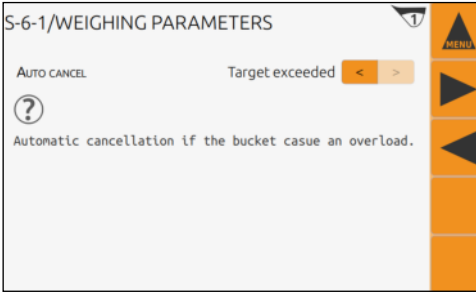 S-6-1/WEIGHING PARAMETERS
1
MENU
AUTO CANCEL
Target exceeded < >
?
Automatic cancellation if the bucket casue an overload.